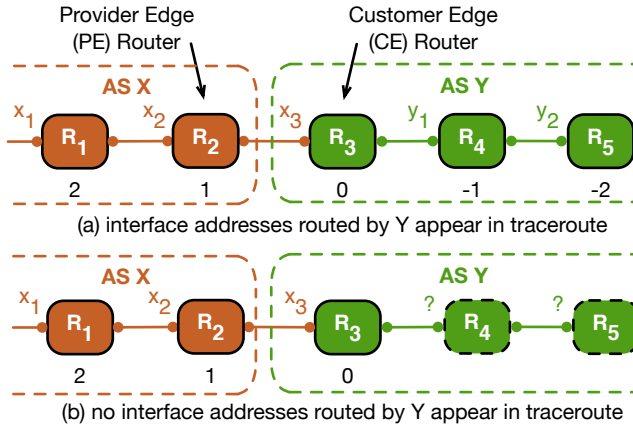 Provider Edge Customer Edge
(PE) Router (CE) Router
AS X AS Y
x1 x2 x3 y1 y2
R1 R2 R3 R4 R5
2 1 0 -1 -2
(a) interface addresses routed by Y appear in traceroute
AS X AS Y
x1 x2 x3 ? ?
R1 R2 R3 R4 R5
2 1 0
(b) no interface addresses routed by Y appear in traceroute